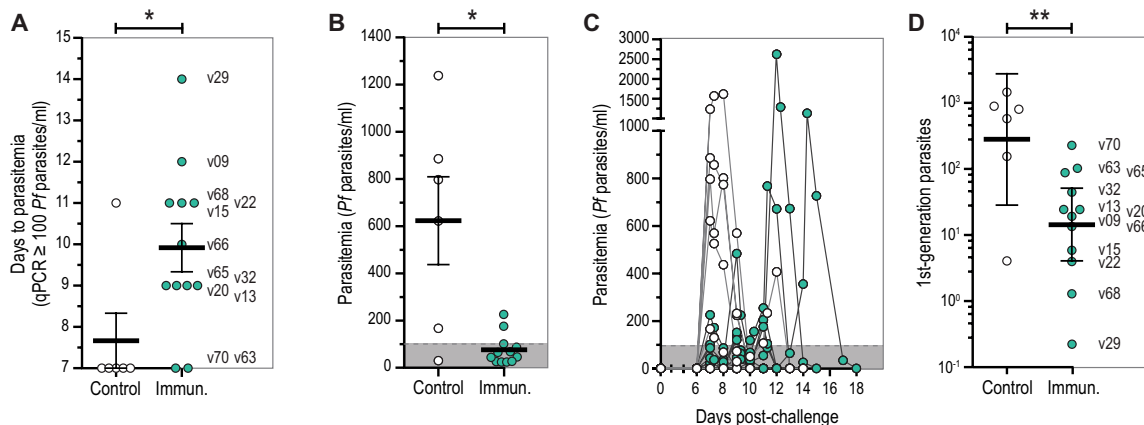 A
*
Days to parasitemia
(qPCR ≥ 100 Pf parasites/ml)
15
14
13
12
11
10
9
8
7
v29
v09
v68 v22
v15
v66
v65 v32
v20 v13
v70 v63
Control Immun.
B
*
Parasitemia (Pf parasites/ml)
1400
1200
1000
800
600
400
200
100
0
Control Immun.
C
Parasitemia (Pf parasites/ml)
3000
2500
2000
1500
1000
1000
800
600
400
200
100
0
0 6 8 10 12 14 16 18
Days post-challenge
D
**
1st-generation parasites
10⁴
10³
10²
10¹
10⁰
10⁻¹
v70
v63 v65
v32
v13 v20
v09 v66
v15
v22
v68
v29
Control Immun.